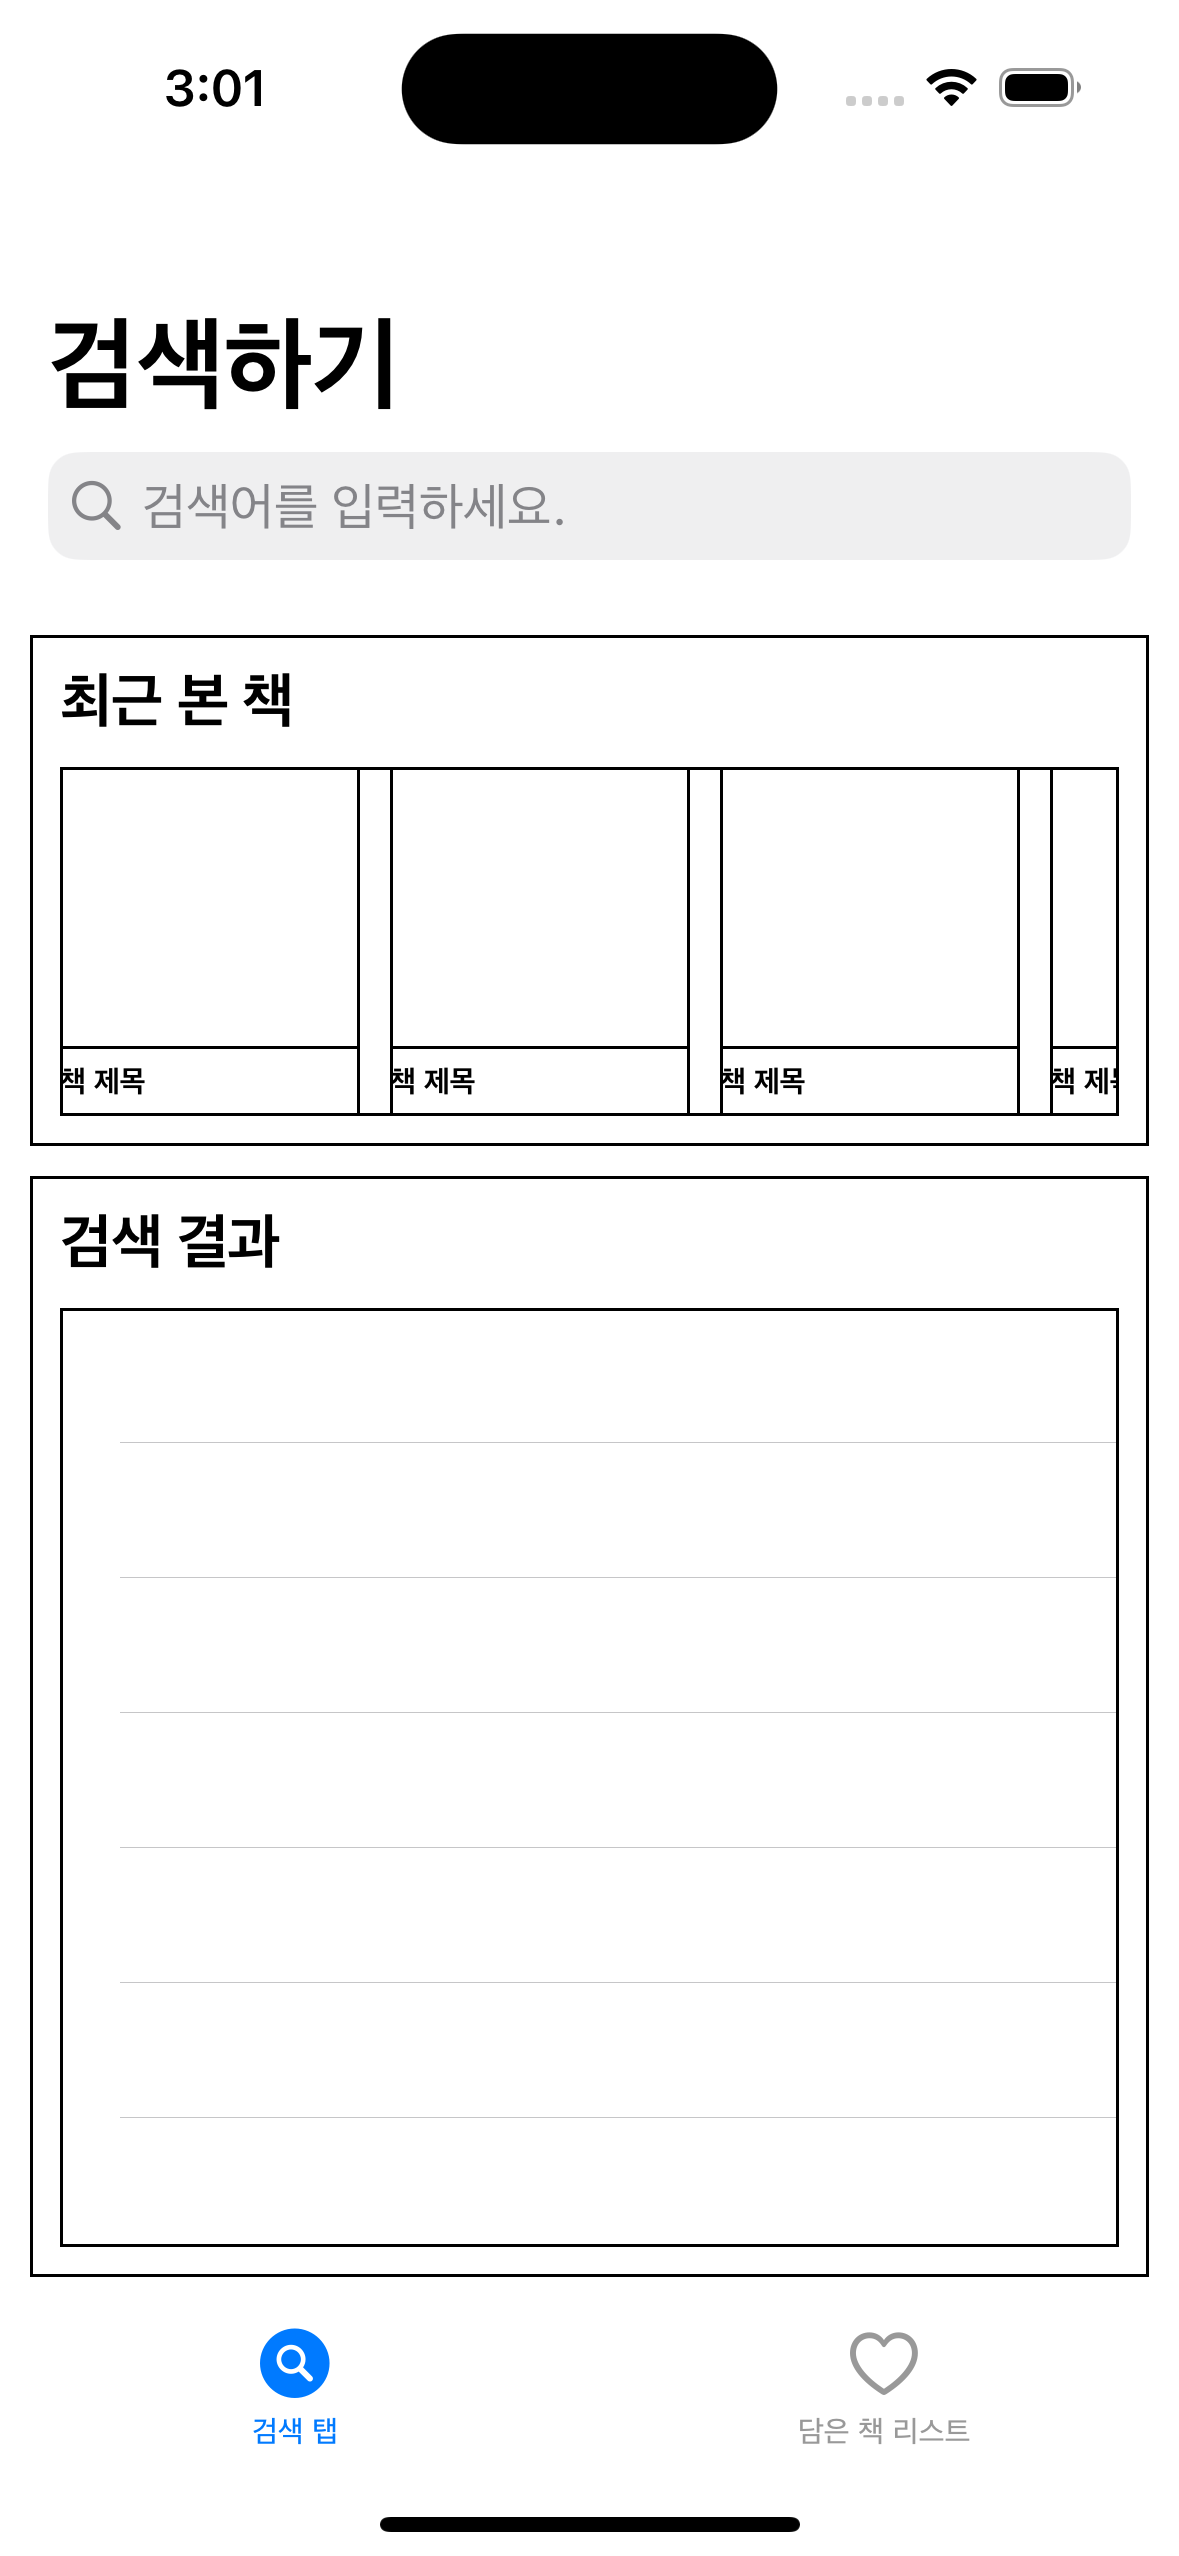 3:01
검색하기
검색어를 입력하세요.
최근 본 책
책 제목 책 제목 책 제목 책 제
검색 결과
검색 탭 담은 책 리스트